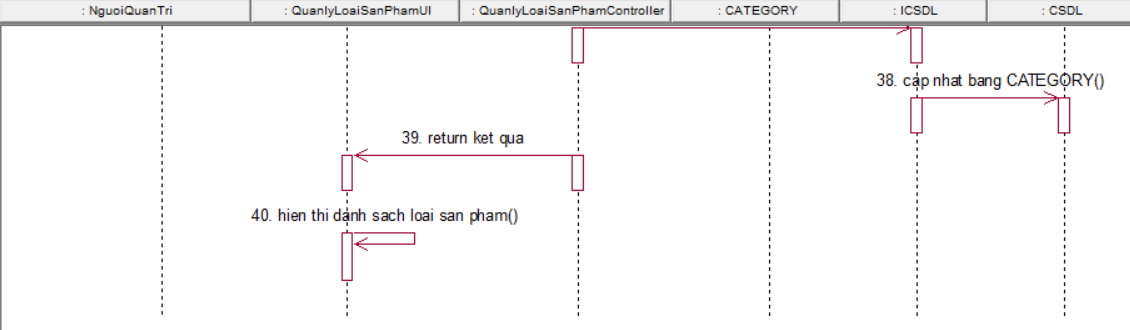 : NguoiQuanTri
: QuanlyLoaiSanPhamUI
: QuanlyLoaiSanPhamController
: CATEGORY
: ICSDL
: CSDL
38. cap nhat bang CATEGORY()
39. return ket qua
40. hien thi danh sach loai san pham()